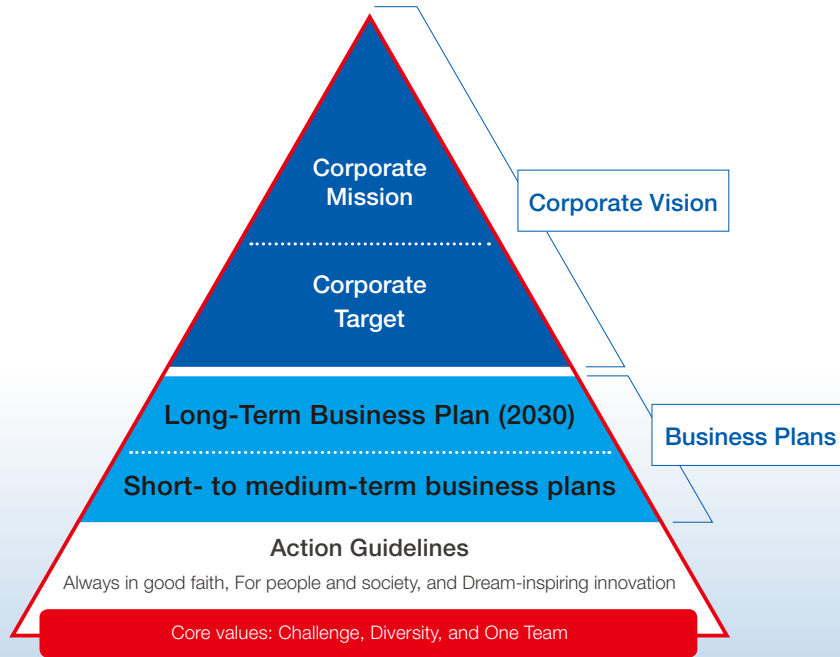 Corporate
Mission
Corporate Vision
Corporate
Target
Long-Term Business Plan (2030)
Business Plans
Short- to medium-term business plans
Action Guidelines
Always in good faith, For people and society, and Dream-inspiring innovation
Core values: Challenge, Diversity, and One Team